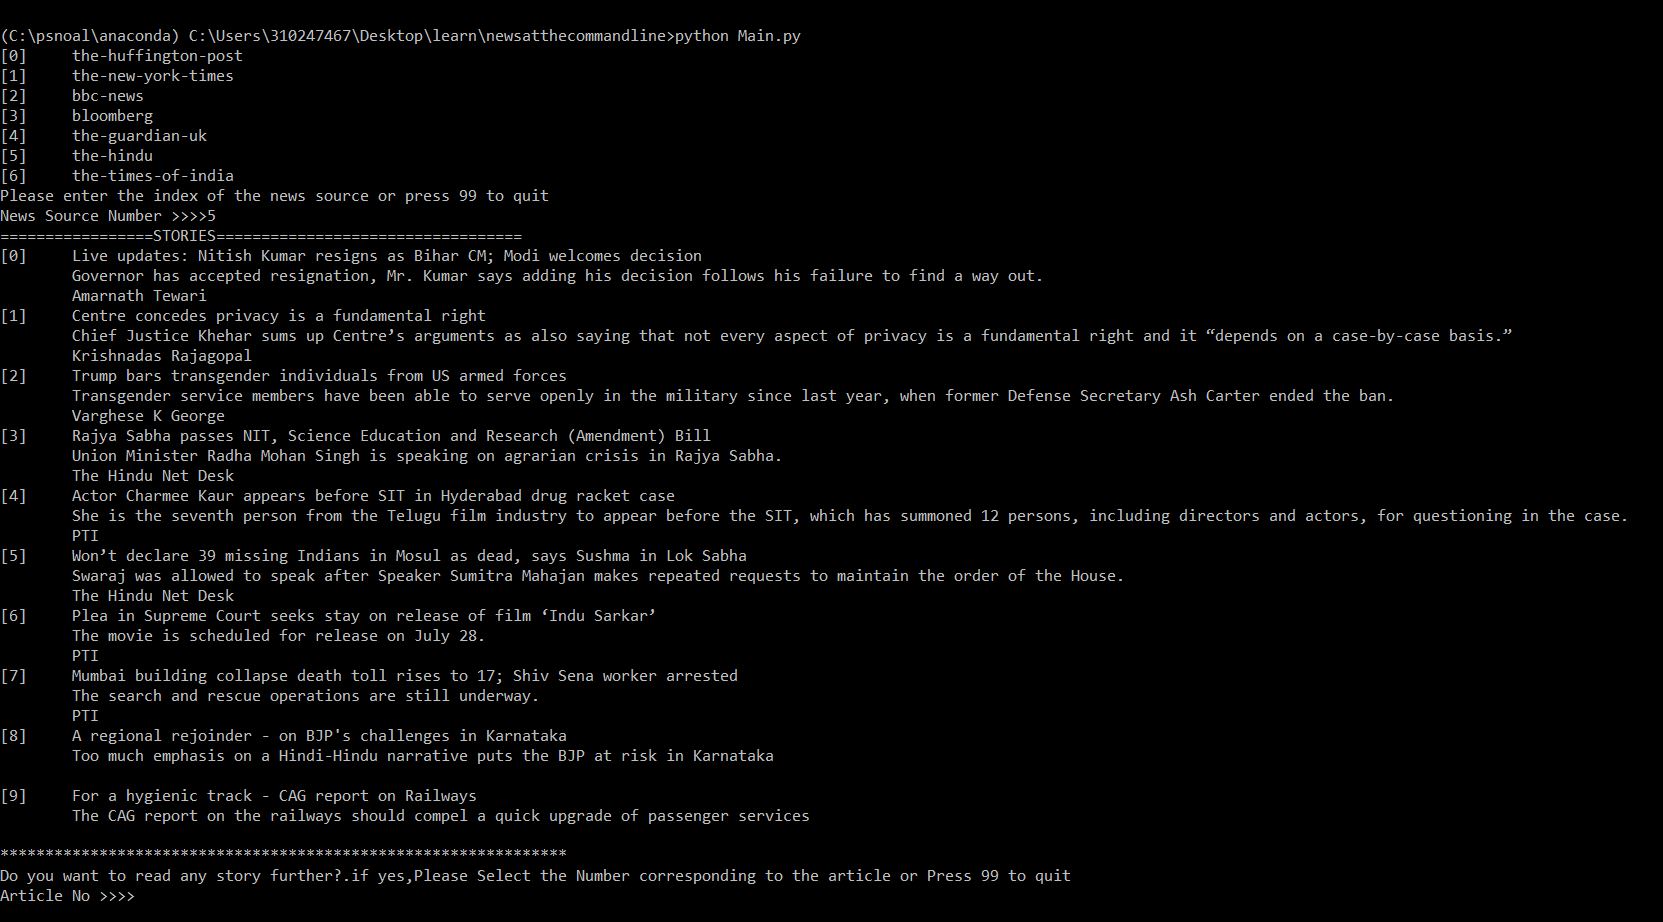 (C:\psnoal\anaconda) C:\Users\310247467\Desktop\learn\newsatthecommandline>python Main.py
[0]     the-huffington-post
[1]     the-new-york-times
[2]     bbc-news
[3]     bloomberg
[4]     the-guardian-uk
[5]     the-hindu
[6]     the-times-of-india
Please enter the index of the news source or press 99 to quit
News Source Number >>>>5
=================STORIES==================================
[0]     Live updates: Nitish Kumar resigns as Bihar CM; Modi welcomes decision
        Governor has accepted resignation, Mr. Kumar says adding his decision follows his failure to find a way out.
        Amarnath Tewari
[1]     Centre concedes privacy is a fundamental right
        Chief Justice Khehar sums up Centre’s arguments as also saying that not every aspect of privacy is a fundamental right and it “depends on a case-by-case basis.”
        Krishnadas Rajagopal
[2]     Trump bars transgender individuals from US armed forces
        Transgender service members have been able to serve openly in the military since last year, when former Defense Secretary Ash Carter ended the ban.
        Varghese K George
[3]     Rajya Sabha passes NIT, Science Education and Research (Amendment) Bill
        Union Minister Radha Mohan Singh is speaking on agrarian crisis in Rajya Sabha.
        The Hindu Net Desk
[4]     Actor Charmee Kaur appears before SIT in Hyderabad drug racket case
        She is the seventh person from the Telugu film industry to appear before the SIT, which has summoned 12 persons, including directors and actors, for questioning in the case.
        PTI
[5]     Won’t declare 39 missing Indians in Mosul as dead, says Sushma in Lok Sabha
        Swaraj was allowed to speak after Speaker Sumitra Mahajan makes repeated requests to maintain the order of the House.
        The Hindu Net Desk
[6]     Plea in Supreme Court seeks stay on release of film ‘Indu Sarkar’
        The movie is scheduled for release on July 28.
        PTI
[7]     Mumbai building collapse death toll rises to 17; Shiv Sena worker arrested
        The search and rescue operations are still underway.
        PTI
[8]     A regional rejoinder - on BJP's challenges in Karnataka
        Too much emphasis on a Hindi-Hindu narrative puts the BJP at risk in Karnataka
[9]     For a hygienic track - CAG report on Railways
        The CAG report on the railways should compel a quick upgrade of passenger services
***************************************************************
Do you want to read any story further?.if yes,Please Select the Number corresponding to the article or Press 99 to quit
Article No >>>>